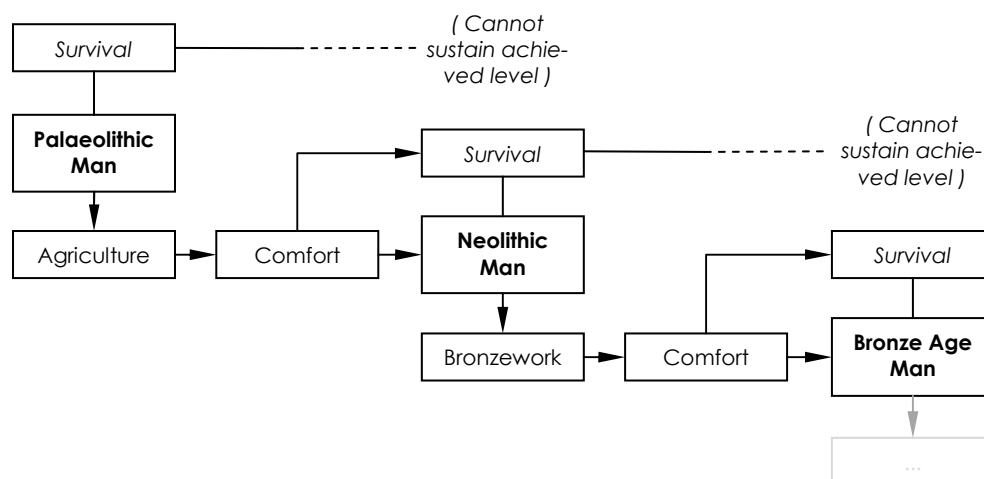 Survival
( Cannot
sustain achie-
ved level )
Palaeolithic
Man
Agriculture
Comfort
Survival
( Cannot
sustain achie-
ved level )
Neolithic
Man
Bronzework
Comfort
Survival
Bronze Age
Man
...